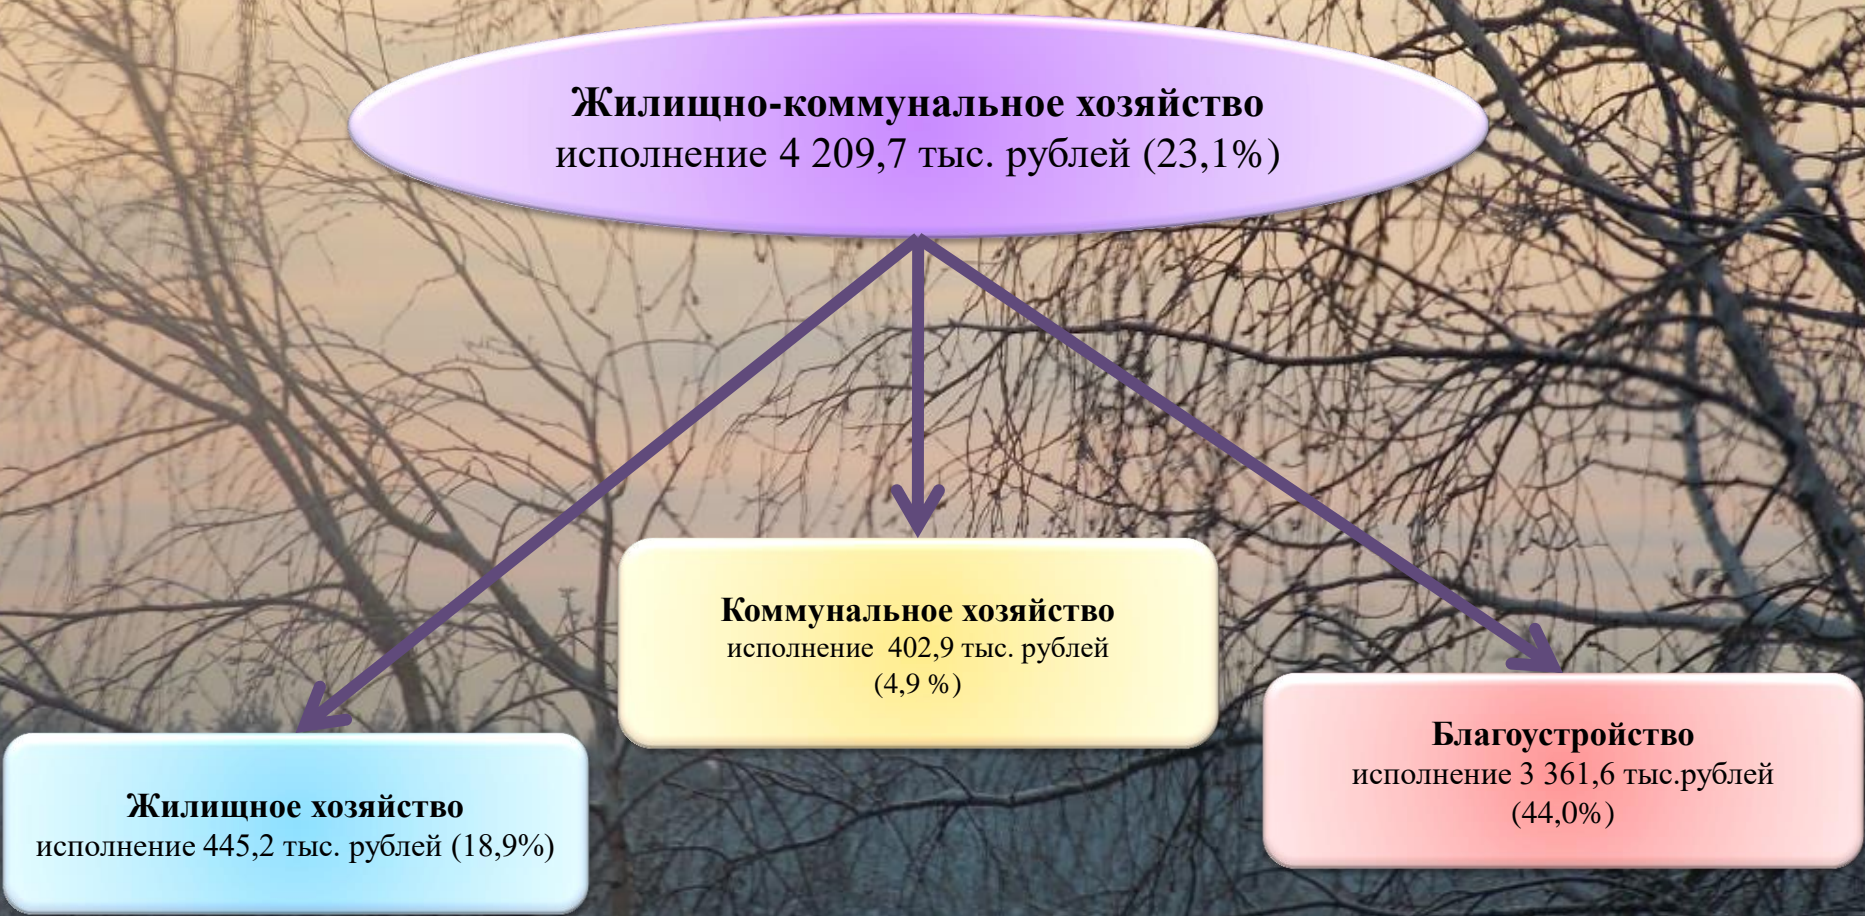 Жилищно-коммунальное хозяйство
исполнение 4 209,7 тыс. рублей (23,1%)
Коммунальное хозяйство
исполнение 402,9 тыс. рублей
(4,9 %)
Благоустройство
исполнение 3 361,6 тыс.рублей
(44,0%)
Жилищное хозяйство
исполнение 445,2 тыс. рублей (18,9%)